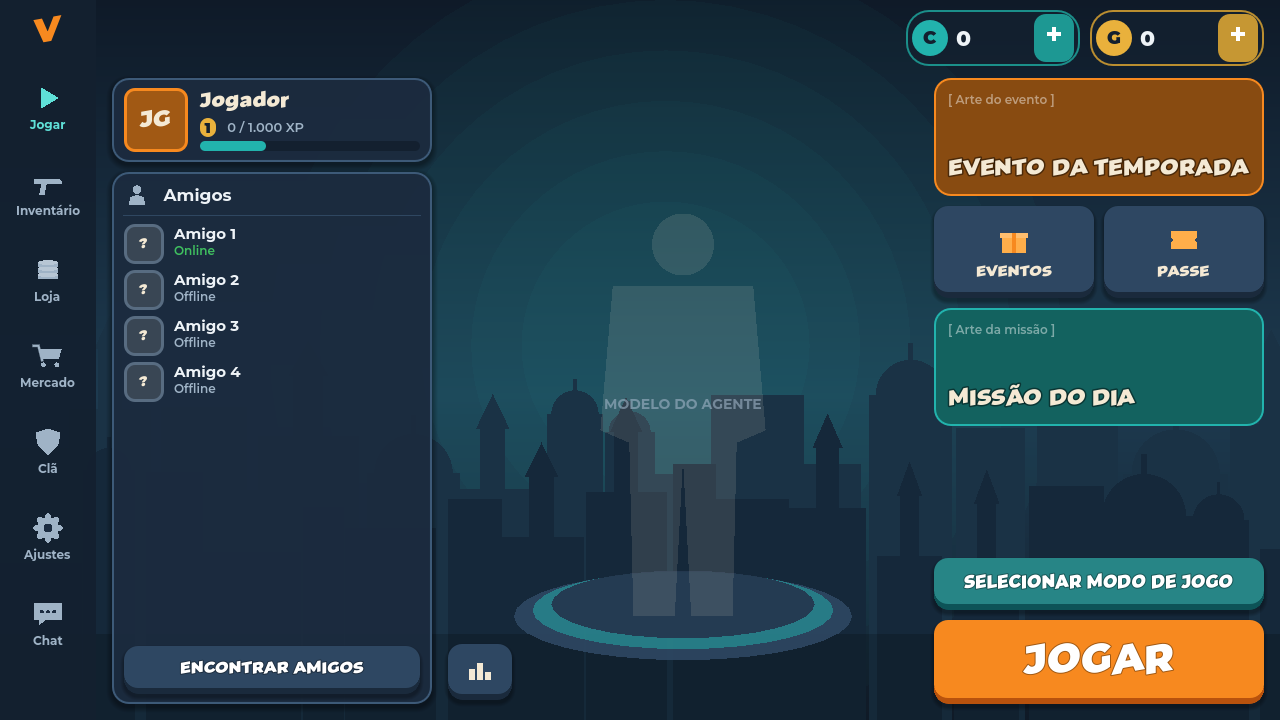 V
Jogar
Inventário
Loja
Mercado
Clã
Ajustes
Chat
JG
Jogador
1 0 / 1.000 XP
Amigos
? Amigo 1
Online
? Amigo 2
Offline
? Amigo 3
Offline
? Amigo 4
Offline
ENCONTRAR AMIGOS
MODELO DO AGENTE
C 0 +
G 0 +
[ Arte do evento ]
EVENTO DA TEMPORADA
EVENTOS
PASSE
[ Arte da missão ]
MISSÃO DO DIA
SELECIONAR MODO DE JOGO
JOGAR